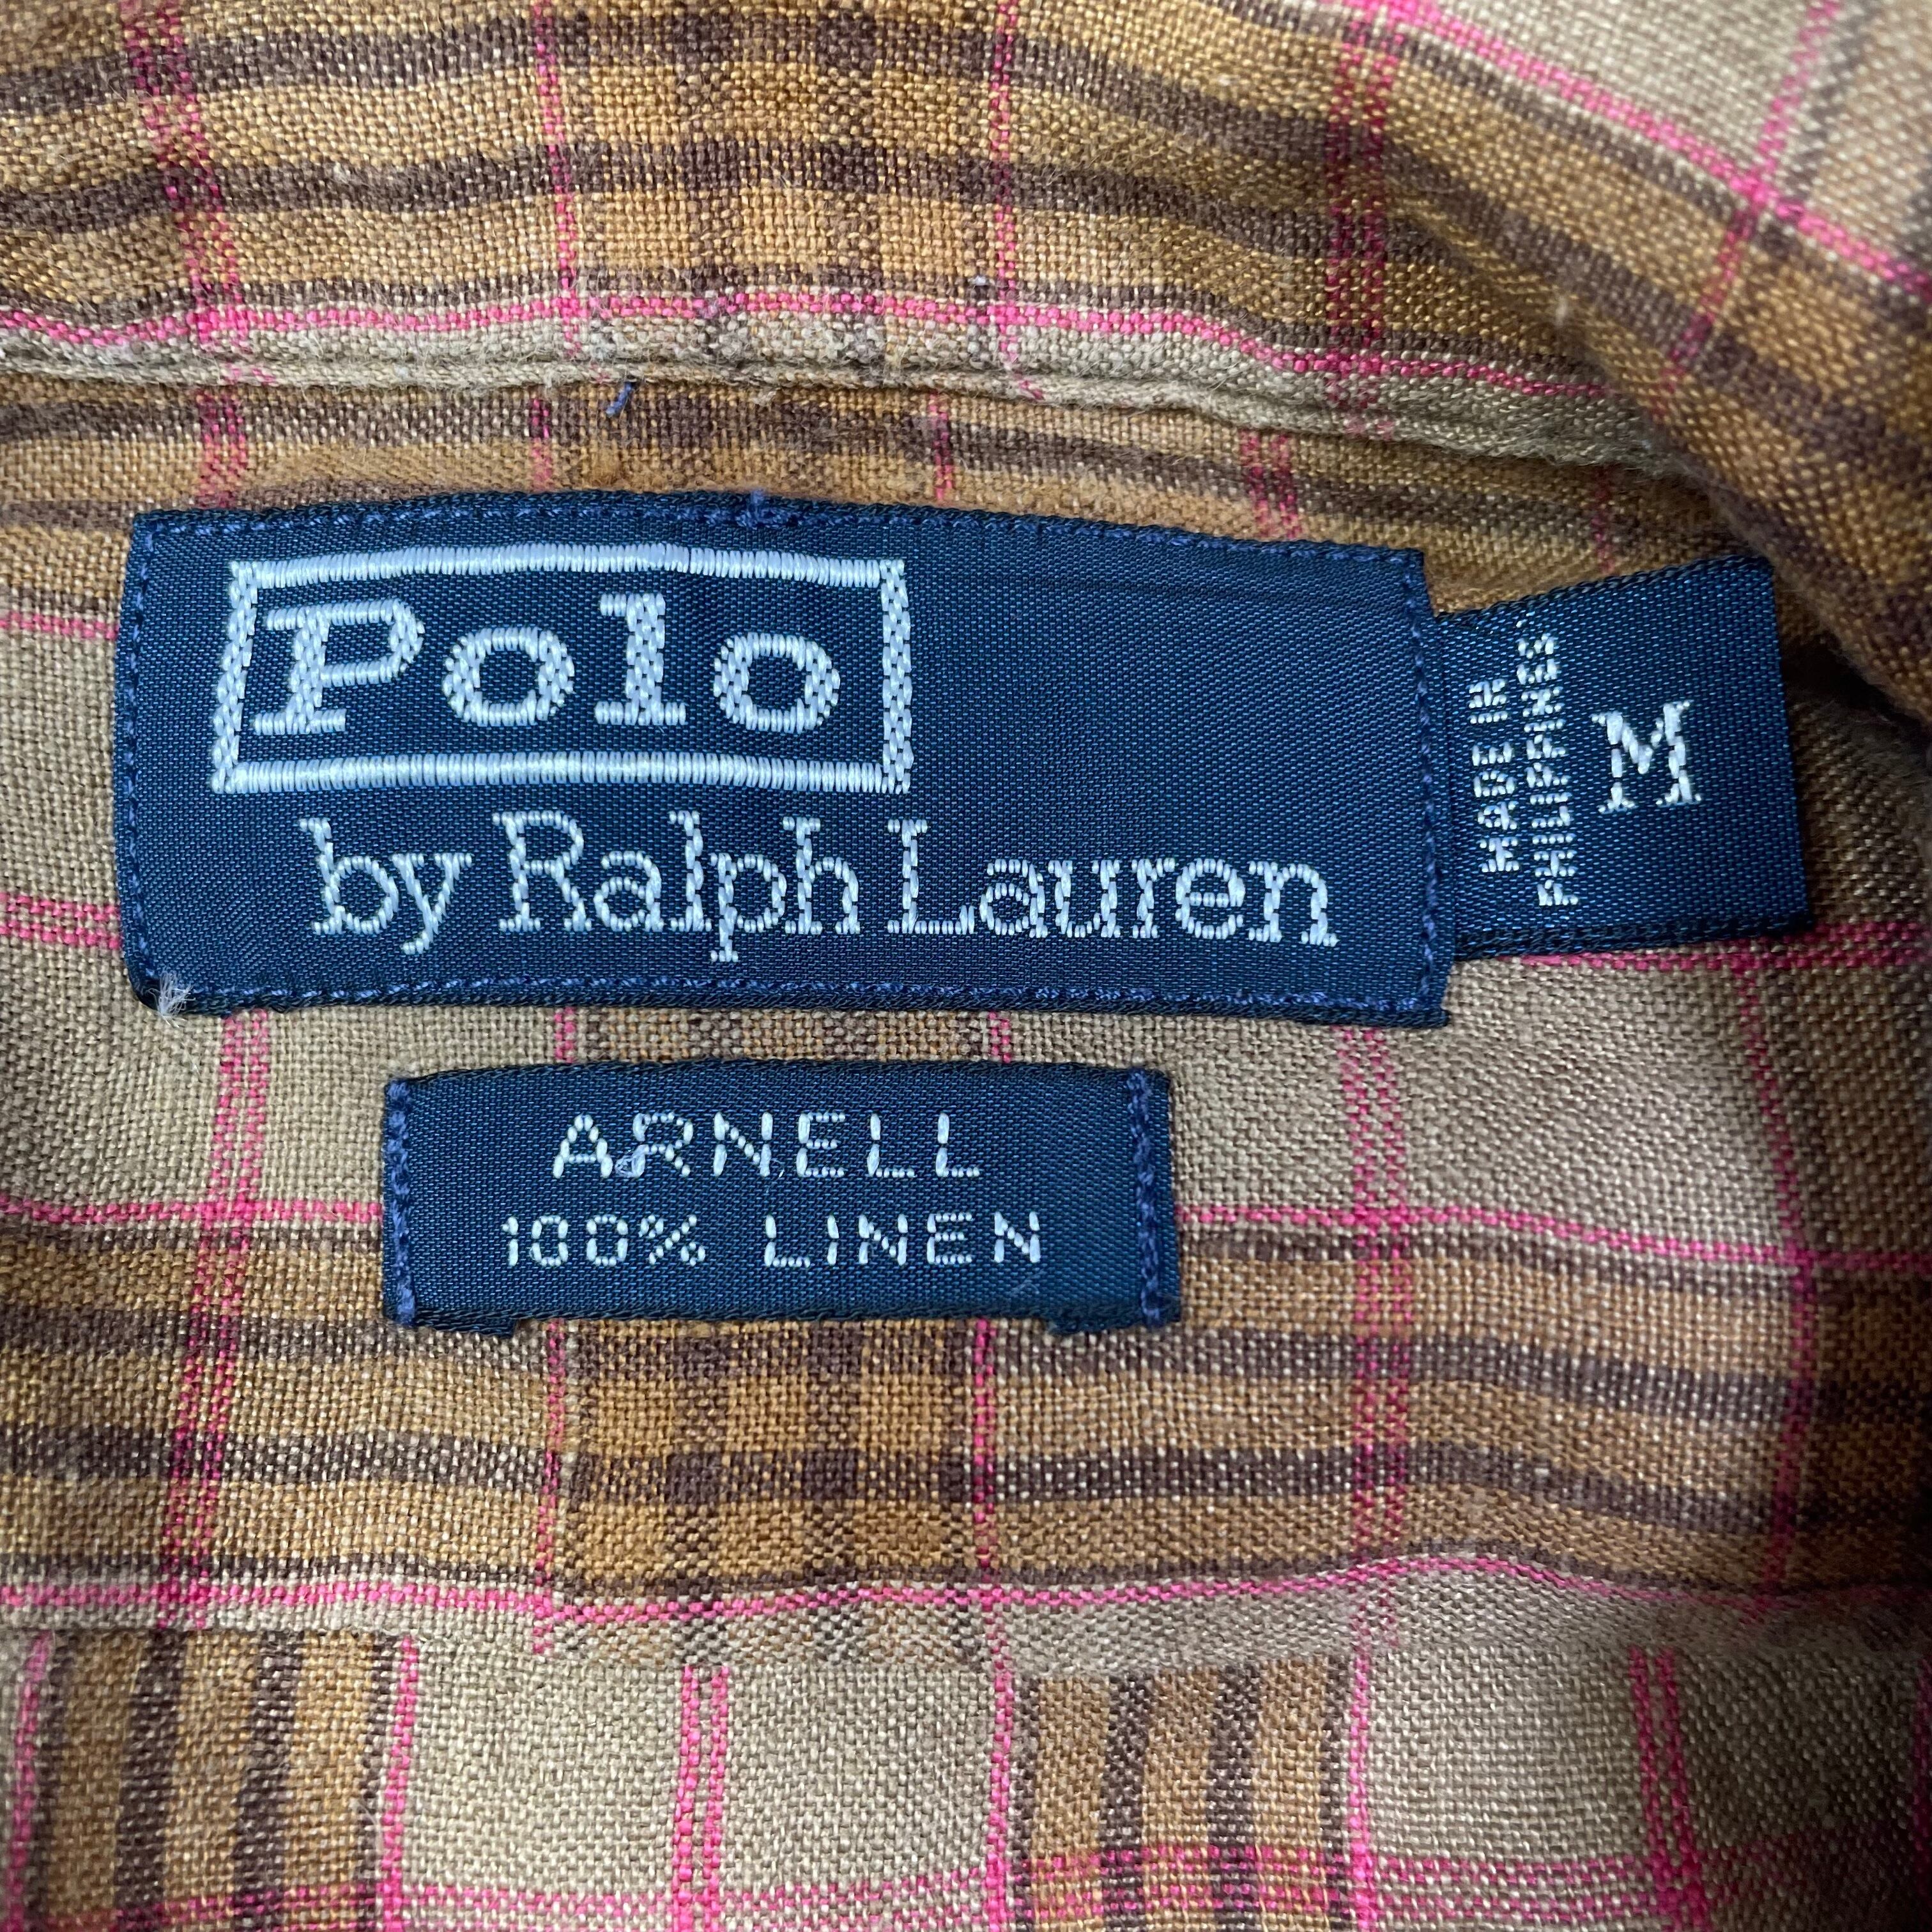 Polo
by Ralph Lauren
MADE IN
PHILIPPINES
M
ARNELL
100% LINEN